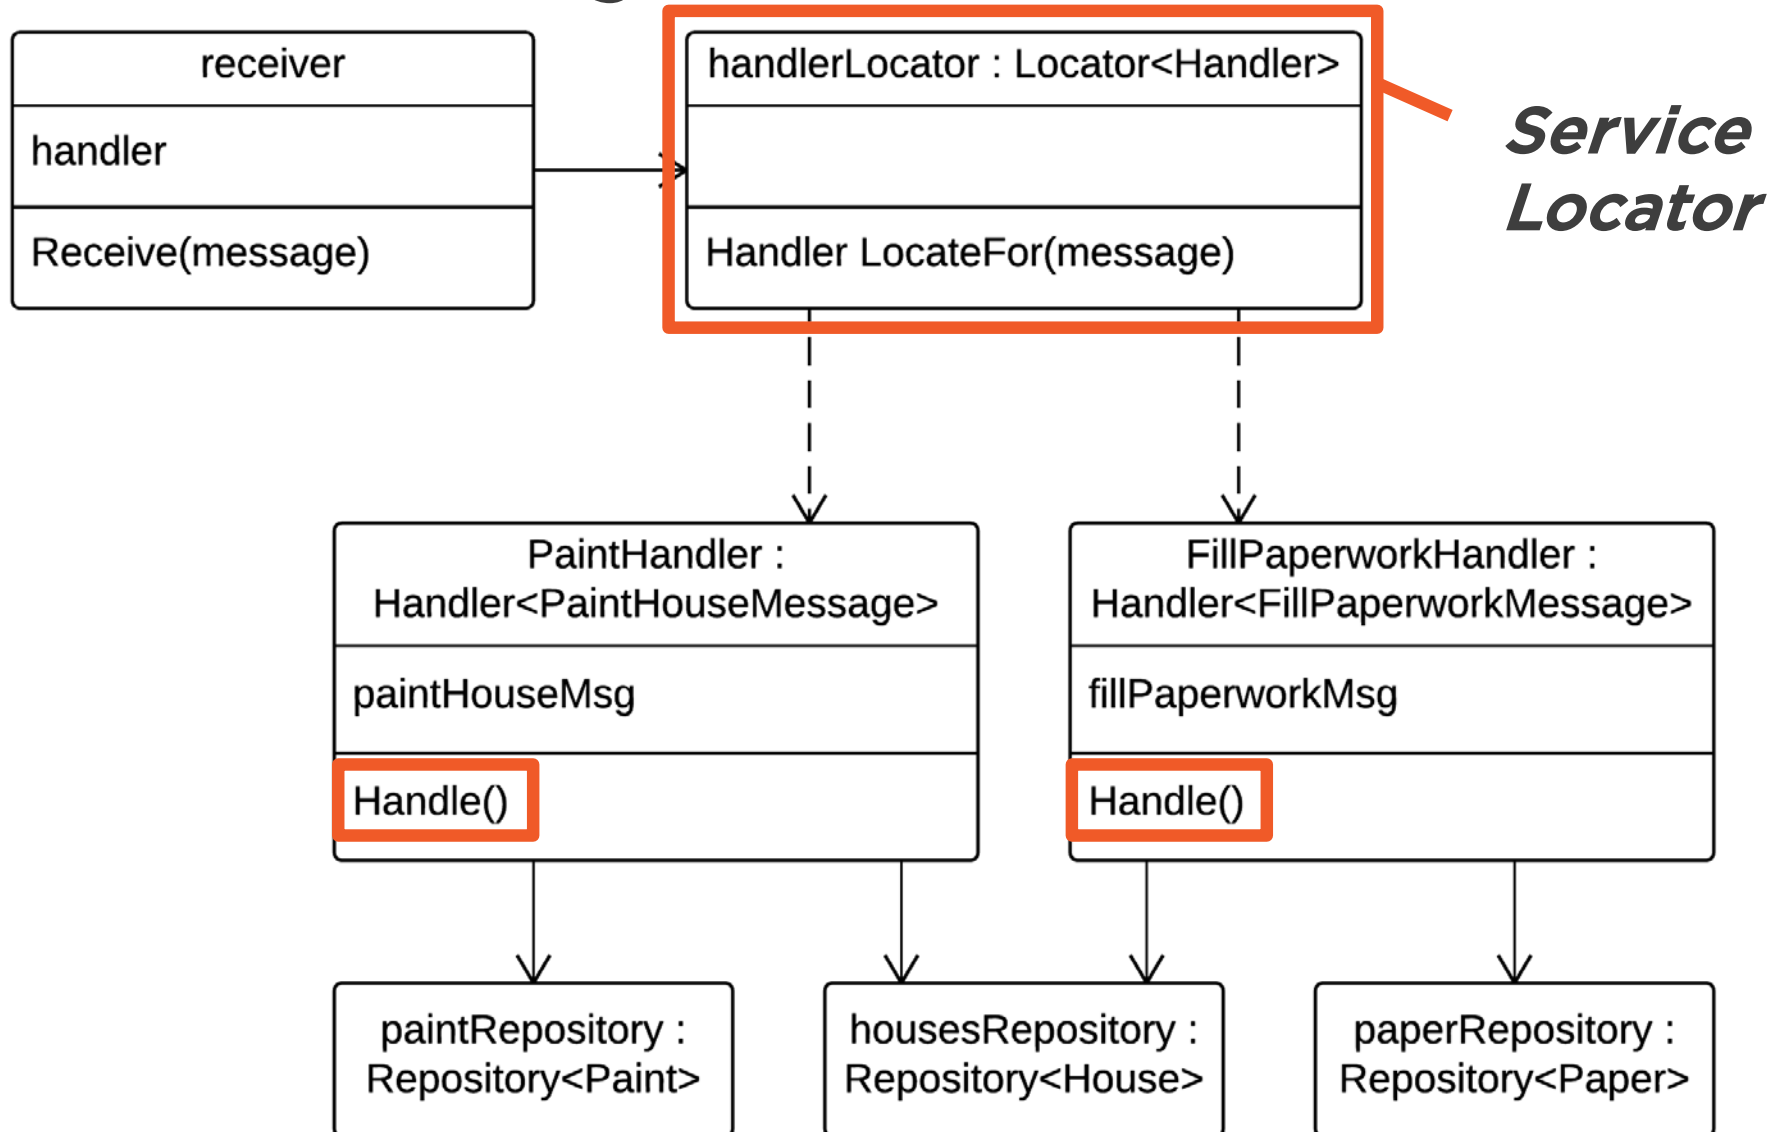 receiver
handler
Receive(message)
handlerLocator : Locator<Handler>
Handler LocateFor(message)
Service
Locator
PaintHandler :
Handler<PaintHouseMessage>
paintHouseMsg
Handle()
FillPaperworkHandler :
Handler<FillPaperworkMessage>
fillPaperworkMsg
Handle()
paintRepository :
Repository<Paint>
housesRepository :
Repository<House>
paperRepository :
Repository<Paper>